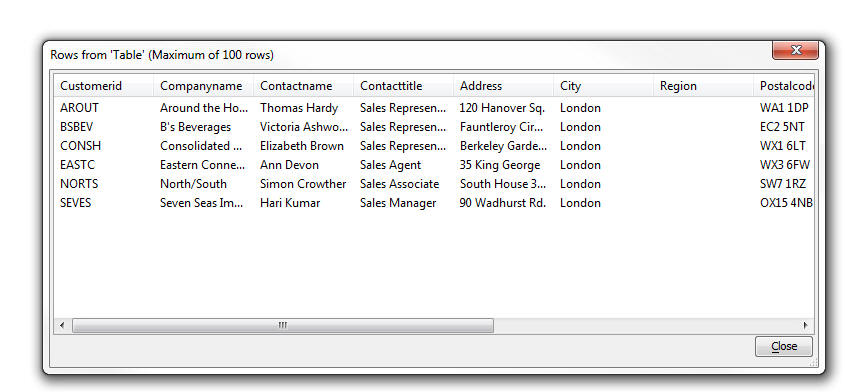 Rows from 'Table' (Maximum of 100 rows)
Customerid Companyname Contactname Contacttitle Address City Region Postalcode
AROUT Around the Ho... Thomas Hardy Sales Represen... 120 Hanover Sq. London WA1 1DP
BSBEV B's Beverages Victoria Ashwo... Sales Represen... Fauntleroy Cir... London EC2 5NT
CONSH Consolidated ... Elizabeth Brown Sales Represen... Berkeley Garde... London WX1 6LT
EASTC Eastern Conne... Ann Devon Sales Agent 35 King George London WX3 6FW
NORTS North/South Simon Crowther Sales Associate South House 3... London SW7 1RZ
SEVES Seven Seas Im... Hari Kumar Sales Manager 90 Wadhurst Rd. London OX15 4NB
Close